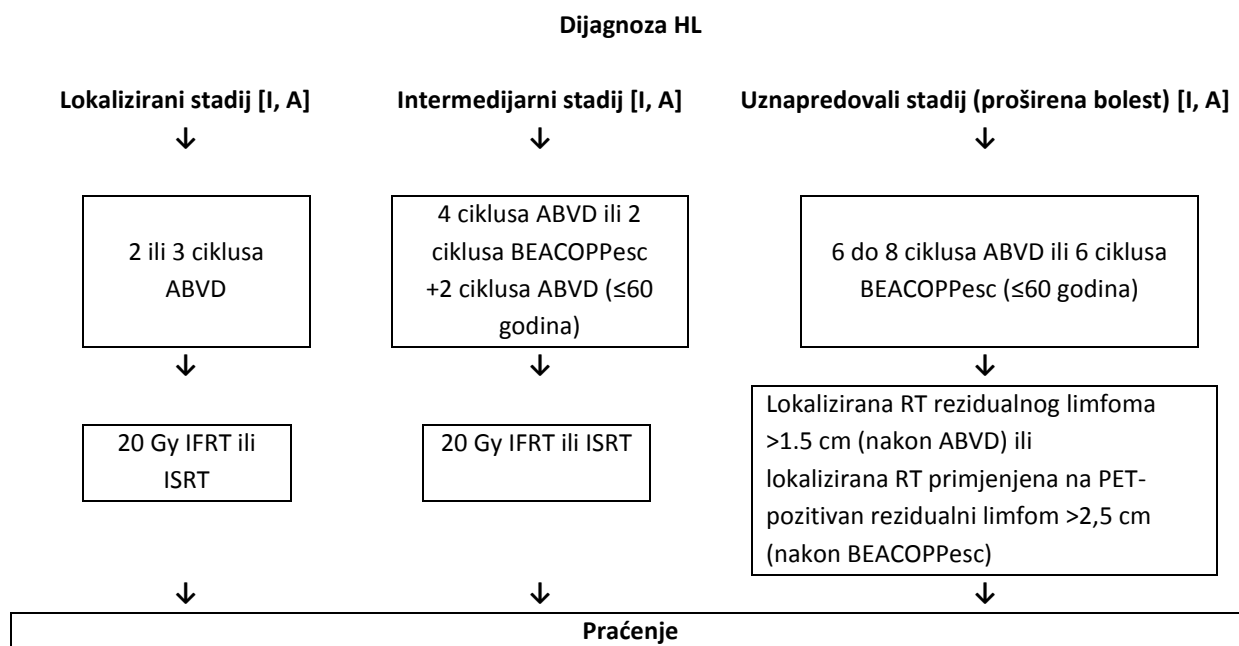 Dijagnoza HL
Lokalizirani stadij [I, A]
Intermedijarni stadij [I, A]
Uznapredovali stadij (proširena bolest) [I, A]
↓
↓
↓
2 ili 3 ciklusa
ABVD
4 ciklusa ABVD ili 2
ciklusa BEACOPPesc
+2 ciklusa ABVD (≤60
godina)
6 do 8 ciklusa ABVD ili 6 ciklusa
BEACOPPesc (≤60 godina)
↓
↓
↓
20 Gy IFRT ili
ISRT
20 Gy IFRT ili ISRT
Lokalizirana RT rezidualnog limfoma
>1.5 cm (nakon ABVD) ili
lokalizirana RT primjenjena na PET-
pozitivan rezidualni limfom >2,5 cm
(nakon BEACOPPesc)
↓
↓
↓
Praćenje